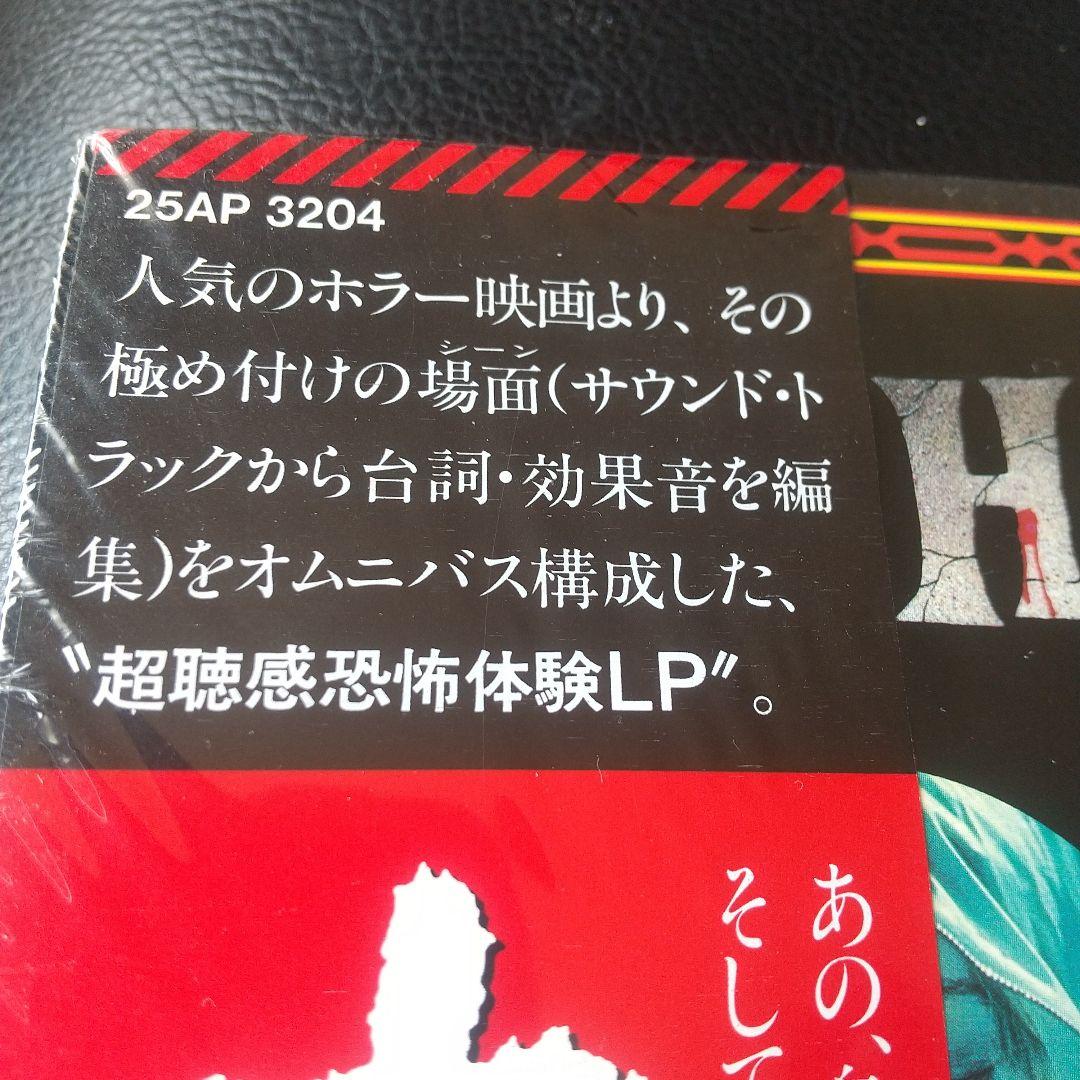 25AP 3204
人気のホラー映画より、その
極め付けの場面(サウンド・ト
シーン
ラックから台詞・効果音を編
集)をオムニバス構成した、
〝超聴感恐怖体験LP〟。
あの、
そして
H